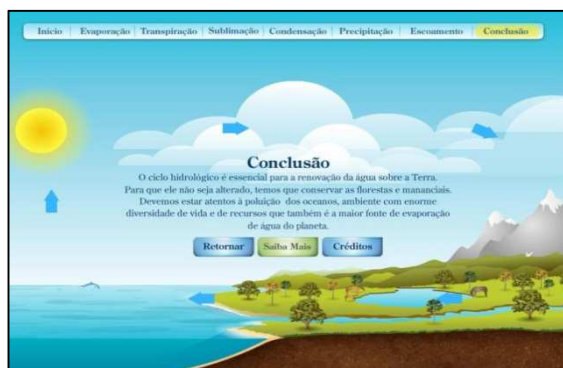 Início Evaporação Transpiração Sublimação Condensação Precipitação Escoamento Conclusão
Conclusão
O ciclo hidrológico é essencial para a renovação da água sobre a Terra.
Para que ele não seja alterado, temos que conservar as florestas e mananciais.
Devemos estar atentos à poluição dos oceanos, ambiente com enorme
diversidade de vida e de recursos que também é a maior fonte de evaporação
de água do planeta.
Retornar Saiba Mais Créditos